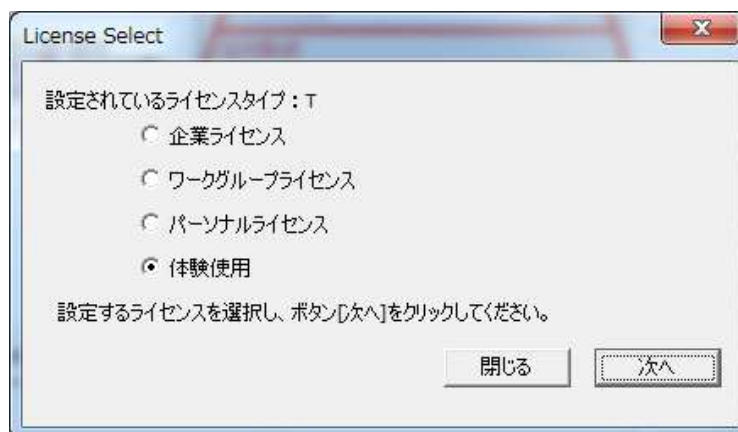 License Select
設定されているライセンスタイプ：T
企業ライセンス
ワークグループライセンス
パーソナルライセンス
体験使用
設定するライセンスを選択し、ボタン[次へ]をクリックしてください。
閉じる
次へ